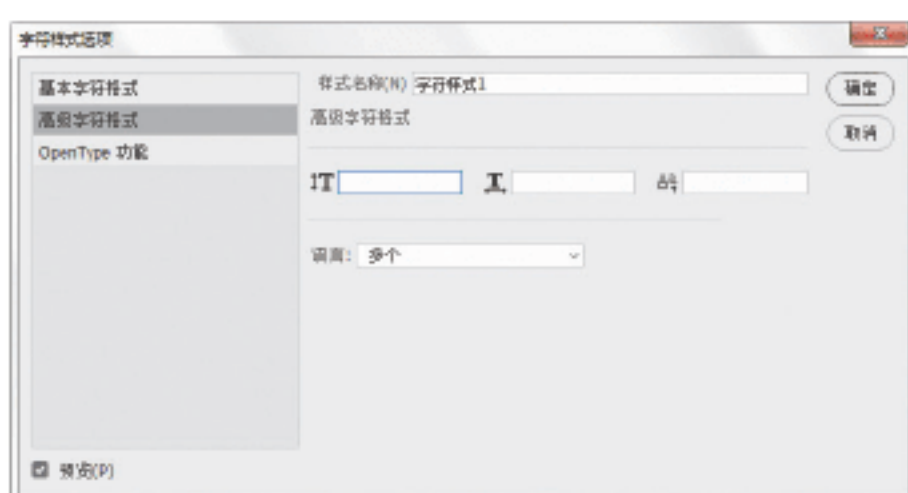 字符样式选项
基本字符格式
高级字符格式
OpenType 功能
样式名称(N) 字符样式1
高级字符格式
语言: 多个
确定
取消
预览(P)